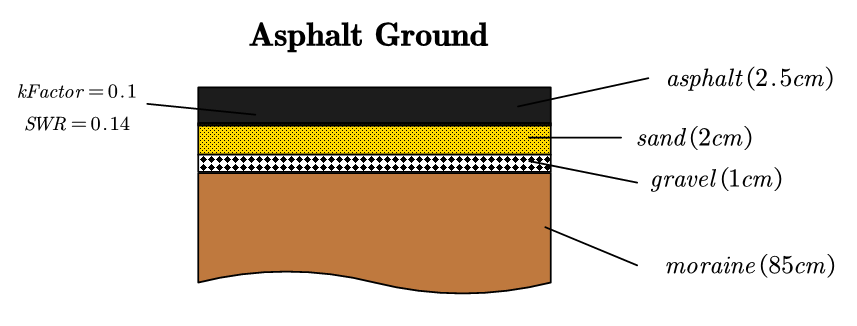 Asphalt Ground
kFactor = 0.1
SWR = 0.14
asphalt (2.5cm)
sand (2cm)
gravel (1cm)
moraine (85cm)